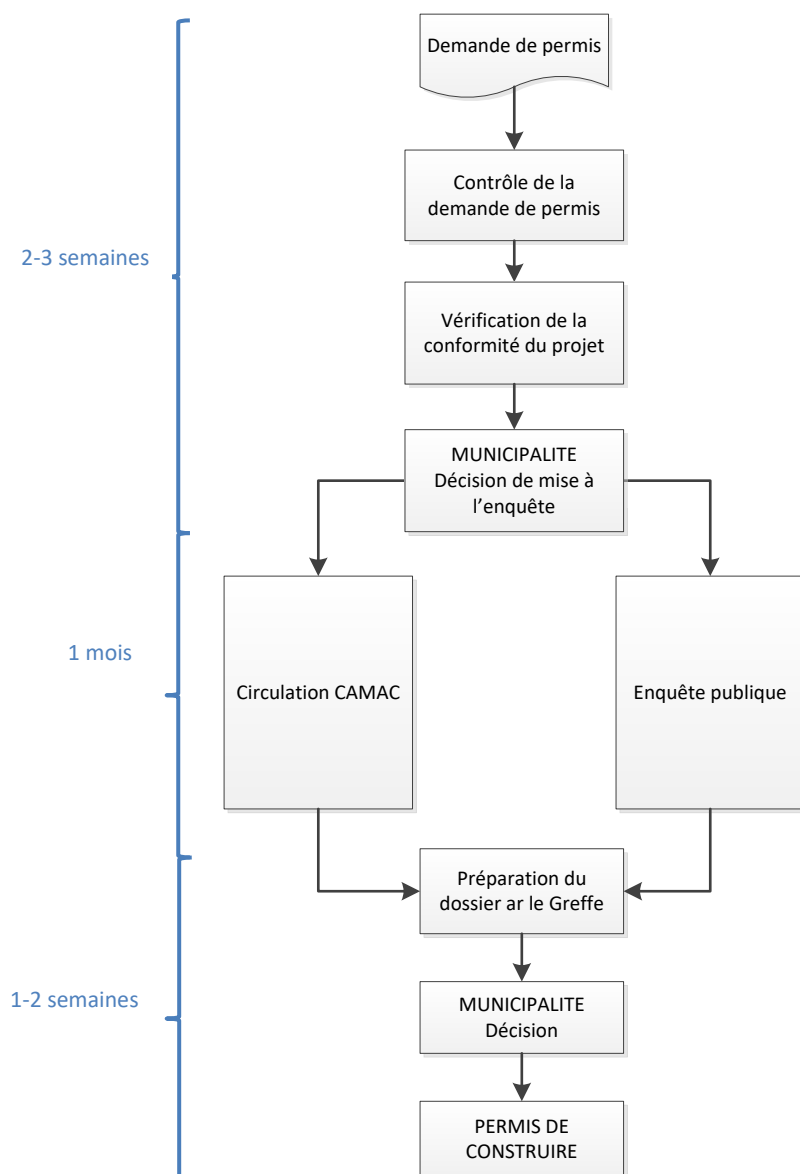 Demande de permis
Contrôle de la
demande de permis
2-3 semaines
Vérification de la
conformité du projet
MUNICIPALITE
Décision de mise à
l’enquête
1 mois
Circulation CAMAC
Enquête publique
Préparation du
dossier ar le Greffe
1-2 semaines
MUNICIPALITE
Décision
PERMIS DE
CONSTRUIRE